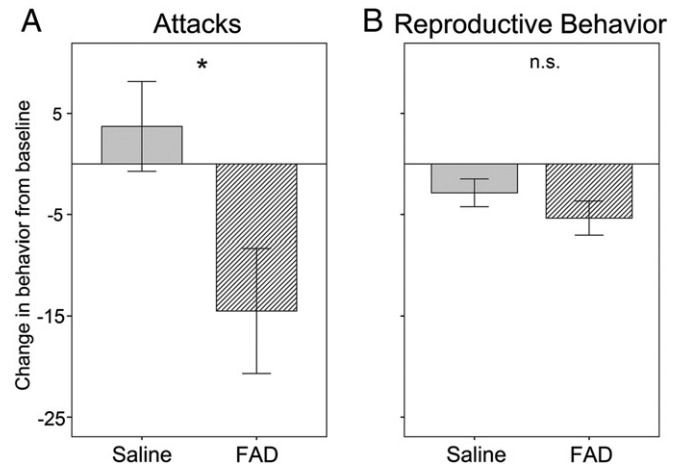 A Attacks
B Reproductive Behavior
*
n.s.
Change in behavior from baseline
5
-5
-15
-25
Saline FAD
Saline FAD